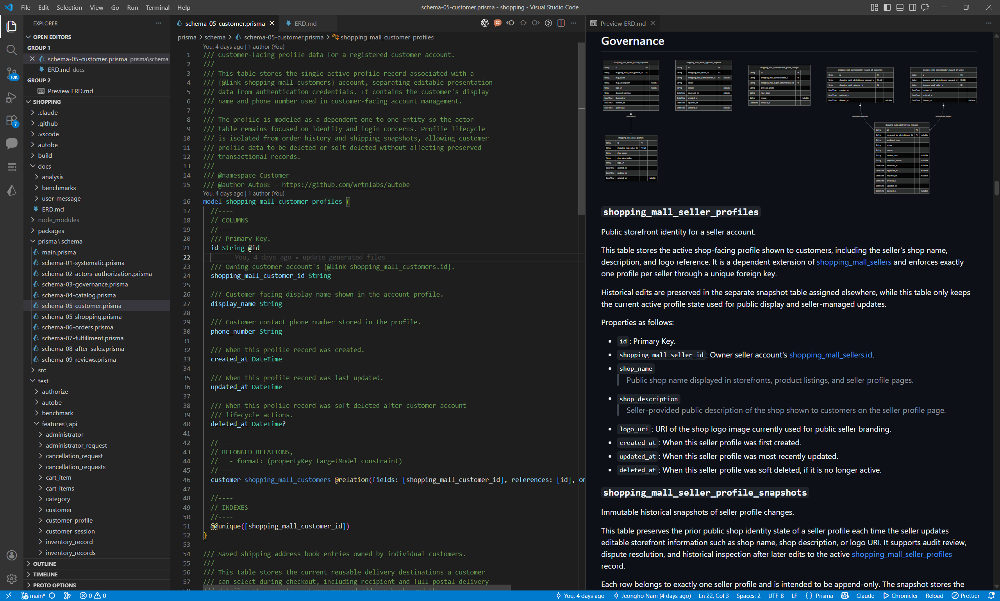 File Edit Selection View Go Run Terminal Help
schema-05-customer.prisma - shopping - Visual Studio Code
EXPLORER
OPEN EDITORS
GROUP 1
schema-05-customer.prisma prisma\schema
ERD.md docs
GROUP 2
Preview ERD.md
SHOPPING
.claude
.github
.vscode
autobe
build
docs
analysis
benchmarks
user-message
ERD.md
node_modules
packages
prisma\schema
main.prisma
schema-01-systematic.prisma
schema-02-actors-authorization.prisma
schema-03-governance.prisma
schema-04-catalog.prisma
schema-05-customer.prisma
schema-05-shopping.prisma
schema-06-orders.prisma
schema-07-fulfillment.prisma
schema-08-after-sales.prisma
schema-09-reviews.prisma
src
test
authorize
autobe
benchmark
features\api
administrator
administrator_request
cancellation_request
cancellation_requests
cart_item
cart_items
category
customer
customer_profile
customer_session
inventory_record
inventory_records
OUTLINE
TIMELINE
PROTO OPTIONS
10K
7
schema-05-customer.prisma
ERD.md
prisma > schema > schema-05-customer.prisma > shopping_mall_customer_profiles
You, 4 days ago | 1 author (You)
1 /// Customer-facing profile data for a registered customer account.
2 ///
3 /// This table stores the single active profile record associated with a
4 /// {@link shopping_mall_customers} account, separating editable presentation
5 /// data from authentication credentials. It contains the customer's display
6 /// name and phone number used in customer-facing account management.
7 ///
8 /// The profile is modeled as a dependent one-to-one entity so the actor
9 /// table remains focused on identity and login concerns. Profile lifecycle
10 /// is isolated from order history and shipping snapshots, allowing customer
11 /// profile data to be deleted or soft-deleted without affecting preserved
12 /// transactional records.
13 ///
14 /// @namespace Customer
15 /// @author AutoBE - https://github.com/wrtnlabs/autobe
You, 4 days ago | 1 author (You)
16 model shopping_mall_customer_profiles {
17 //----
18 // COLUMNS
19 //----
20 /// Primary Key.
21 id String @id
22 You, 4 days ago • update generated files
23 /// Owning customer account's {@link shopping_mall_customers.id}.
24 shopping_mall_customer_id String
25
26 /// Customer-facing display name shown in the account profile.
27 display_name String
28
29 /// Customer contact phone number stored in the profile.
30 phone_number String
31
32 /// When this profile record was created.
33 created_at DateTime
34
35 /// When this profile record was last updated.
36 updated_at DateTime
37
38 /// When this profile record was soft-deleted after customer account
39 /// lifecycle actions.
40 deleted_at DateTime?
41
42 //----
43 // BELONGED RELATIONS,
44 //   - format: (propertyKey targetModel constraint)
45 //----
46 customer shopping_mall_customers @relation(fields: [shopping_mall_customer_id], references: [id], or
47
48 //----
49 // INDEXES
50 //----
51 @@unique([shopping_mall_customer_id])
52 }
53
54 /// Saved shipping address book entries owned by individual customers.
55 ///
56 /// This table stores the current reusable delivery destinations a customer
57 /// can select during checkout, including recipient and full postal delivery
Preview ERD.md
Governance
shopping_mall_seller_profiles
Public storefront identity for a seller account.
This table stores the active shop-facing profile shown to customers, including the seller's shop name,
description, and logo reference. It is a dependent extension of shopping_mall_sellers and enforces exactly
one profile per seller through a unique foreign key.
Historical edits are preserved in the separate snapshot table assigned elsewhere, while this table only keeps
the current active profile state used for public display and seller-managed updates.
Properties as follows:
• id : Primary Key.
• shopping_mall_seller_id : Owner seller account's shopping_mall_sellers.id.
• shop_name
Public shop name displayed in storefronts, product listings, and seller profile pages.
• shop_description
Seller-provided public description of the shop shown to customers on the seller profile page.
• logo_uri : URI of the shop logo image currently used for public seller branding.
• created_at : When this seller profile was first created.
• updated_at : When this seller profile was most recently updated.
• deleted_at : When this seller profile was soft deleted, if it is no longer active.
shopping_mall_seller_profile_snapshots
Immutable historical snapshots of seller profile changes.
This table preserves the prior public shop identity state of a seller profile each time the seller updates
editable storefront information such as shop name, shop description, or logo URI. It supports audit review,
dispute resolution, and historical inspection after later edits to the active shopping_mall_seller_profiles
record.
Each row belongs to exactly one seller profile and is intended to be append-only. The snapshot stores the
main* 0 0
You, 4 days ago Jeongho Nam (4 days ago) Ln 22, Col 3 Spaces: 2 UTF-8 LF { } Prisma Claude Chronicler Reload Prettier